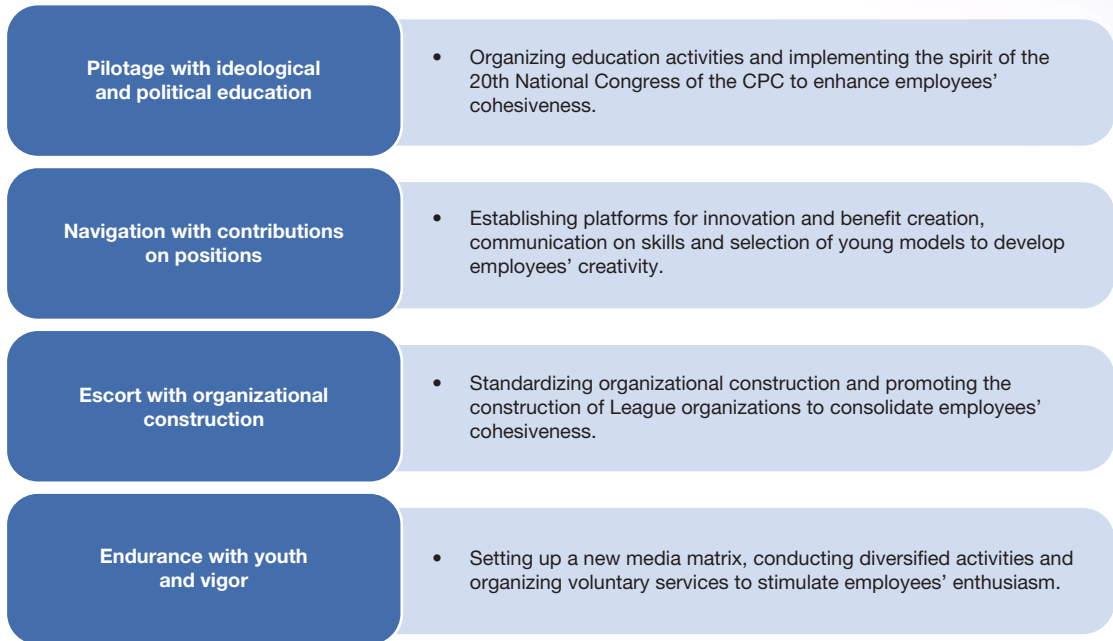 Pilotage with ideological
and political education
• Organizing education activities and implementing the spirit of the
20th National Congress of the CPC to enhance employees’
cohesiveness.
Navigation with contributions
on positions
• Establishing platforms for innovation and benefit creation,
communication on skills and selection of young models to develop
employees’ creativity.
Escort with organizational
construction
• Standardizing organizational construction and promoting the
construction of League organizations to consolidate employees’
cohesiveness.
Endurance with youth
and vigor
• Setting up a new media matrix, conducting diversified activities and
organizing voluntary services to stimulate employees’ enthusiasm.